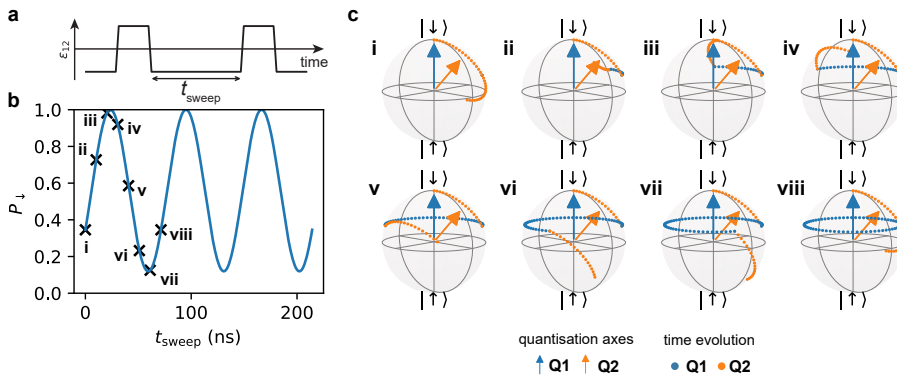 a
ε12
time
tsweep
b
1.0
0.8
0.6
0.4
0.2
0.0
P↓
iii
iv
ii
v
i
viii
vi
vii
0
100
200
tsweep (ns)
c
|↓⟩ |↓⟩ |↓⟩ |↓⟩
i ii iii iv
|↑⟩ |↑⟩ |↑⟩ |↑⟩
v vi vii viii
|↑⟩ |↑⟩ |↑⟩ |↑⟩
quantisation axes time evolution
Q1 Q2 Q1 Q2